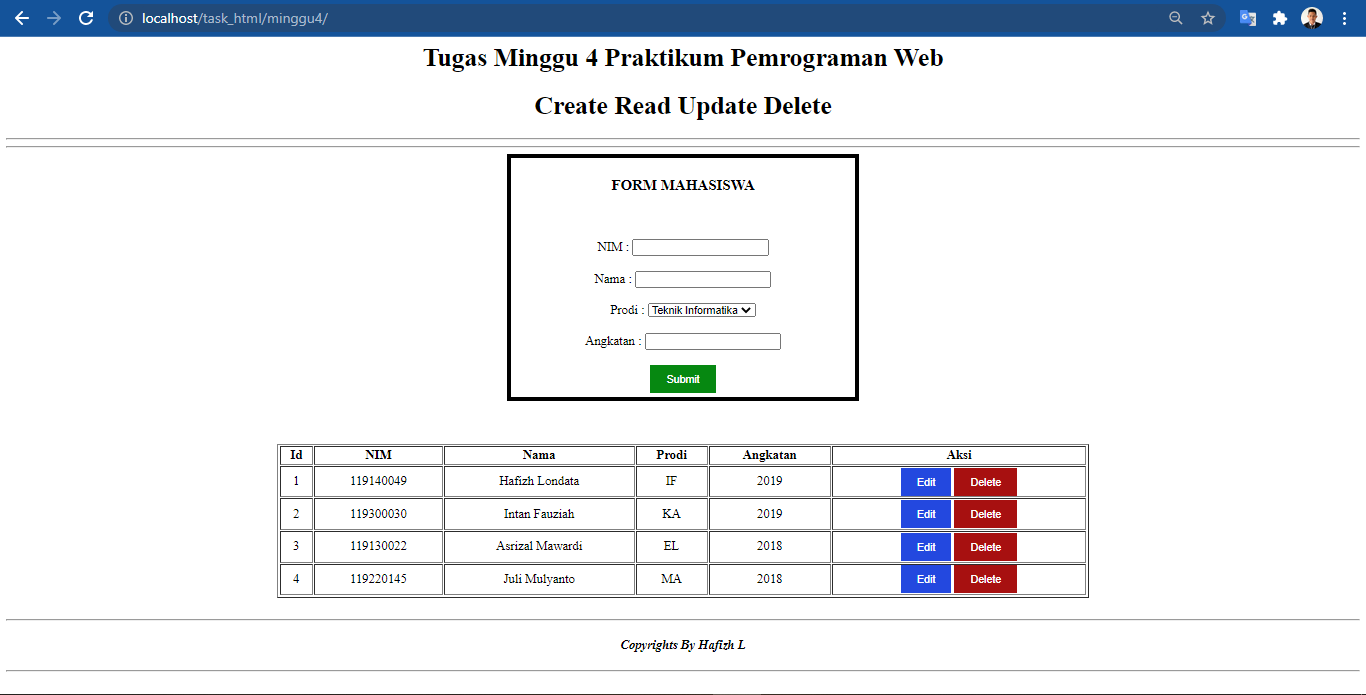 localhost/task_html/minggu4/
Tugas Minggu 4 Praktikum Pemrograman Web
Create Read Update Delete
FORM MAHASISWA
NIM :
Nama :
Prodi : Teknik Informatika
Angkatan :
Submit
Id NIM Nama Prodi Angkatan Aksi
1 119140049 Hafizh Londata IF 2019 Edit Delete
2 119300030 Intan Fauziah KA 2019 Edit Delete
3 119130022 Asrizal Mawardi EL 2018 Edit Delete
4 119220145 Juli Mulyanto MA 2018 Edit Delete
Copyrights By Hafizh L